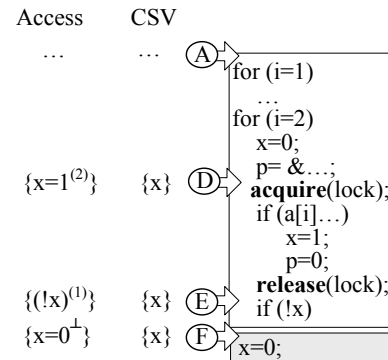 Access CSV
… … A for (i=1)
…
for (i=2)
x=0;
p= &…;
{x=1⁽²⁾} {x} D acquire(lock);
if (a[i]…)
x=1;
p=0;
release(lock);
{(!x)⁽¹⁾} {x} E if (!x)
{x=0^⊥} {x} F x=0;